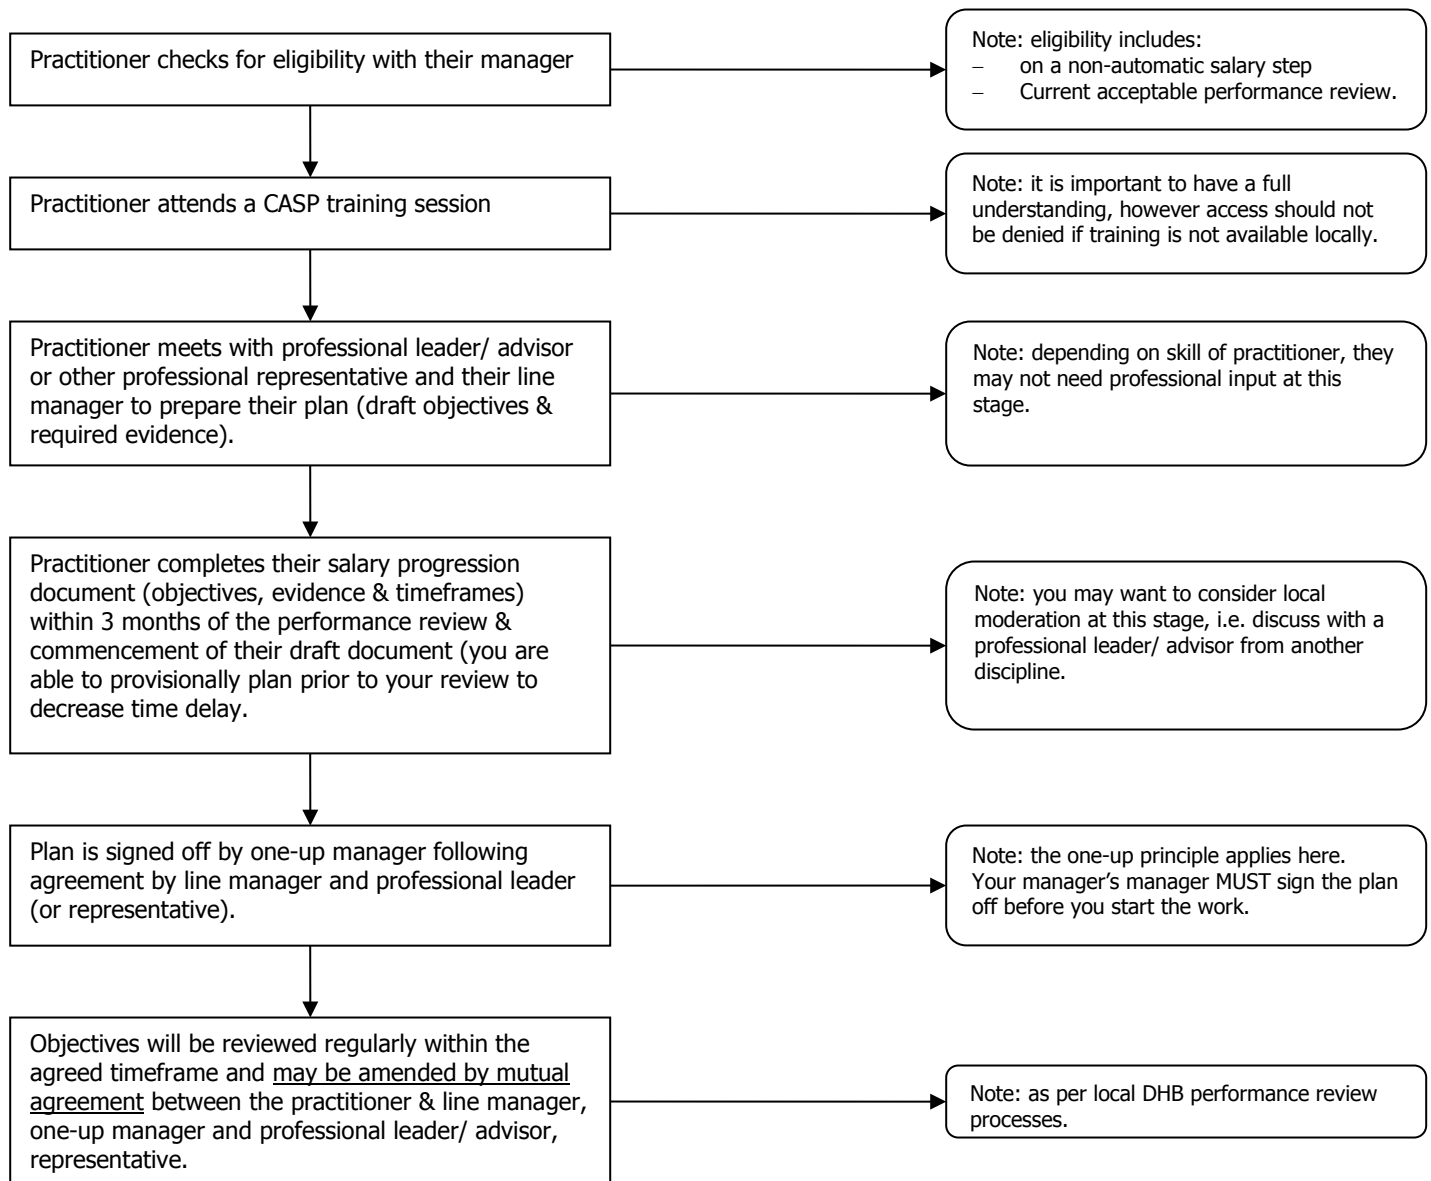 Practitioner checks for eligibility with their manager
Note: eligibility includes:
– on a non-automatic salary step
– Current acceptable performance review.
Practitioner attends a CASP training session
Note: it is important to have a full
understanding, however access should not
be denied if training is not available locally.
Practitioner meets with professional leader/ advisor
or other professional representative and their line
manager to prepare their plan (draft objectives &
required evidence).
Note: depending on skill of practitioner, they
may not need professional input at this
stage.
Practitioner completes their salary progression
document (objectives, evidence & timeframes)
within 3 months of the performance review &
commencement of their draft document (you are
able to provisionally plan prior to your review to
decrease time delay.
Note: you may want to consider local
moderation at this stage, i.e. discuss with a
professional leader/ advisor from another
discipline.
Plan is signed off by one-up manager following
agreement by line manager and professional leader
(or representative).
Note: the one-up principle applies here.
Your manager’s manager MUST sign the plan
off before you start the work.
Objectives will be reviewed regularly within the
agreed timeframe and may be amended by mutual
agreement between the practitioner & line manager,
one-up manager and professional leader/ advisor,
representative.
Note: as per local DHB performance review
processes.